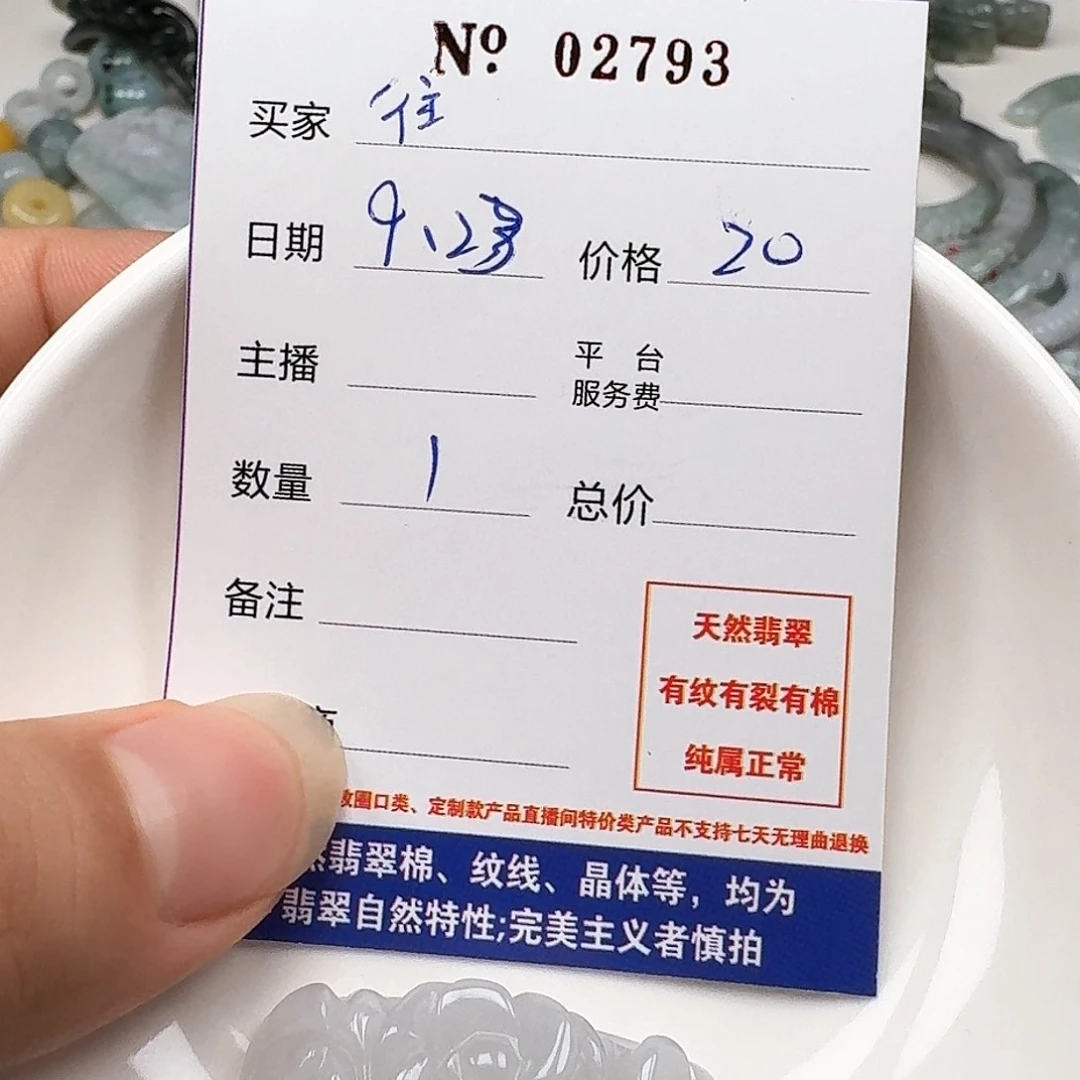 No 02793
买家 往
日期 9、23 价格 20
主播 平台
服务费
数量 1 总价
备注
天然翡翠
有纹有裂有棉
纯属正常
圈口类、定制款产品直播间特价类产品不支持七天无理由退换
翡翠棉、纹线、晶体等，均为
翡翠自然特性;完美主义者慎拍